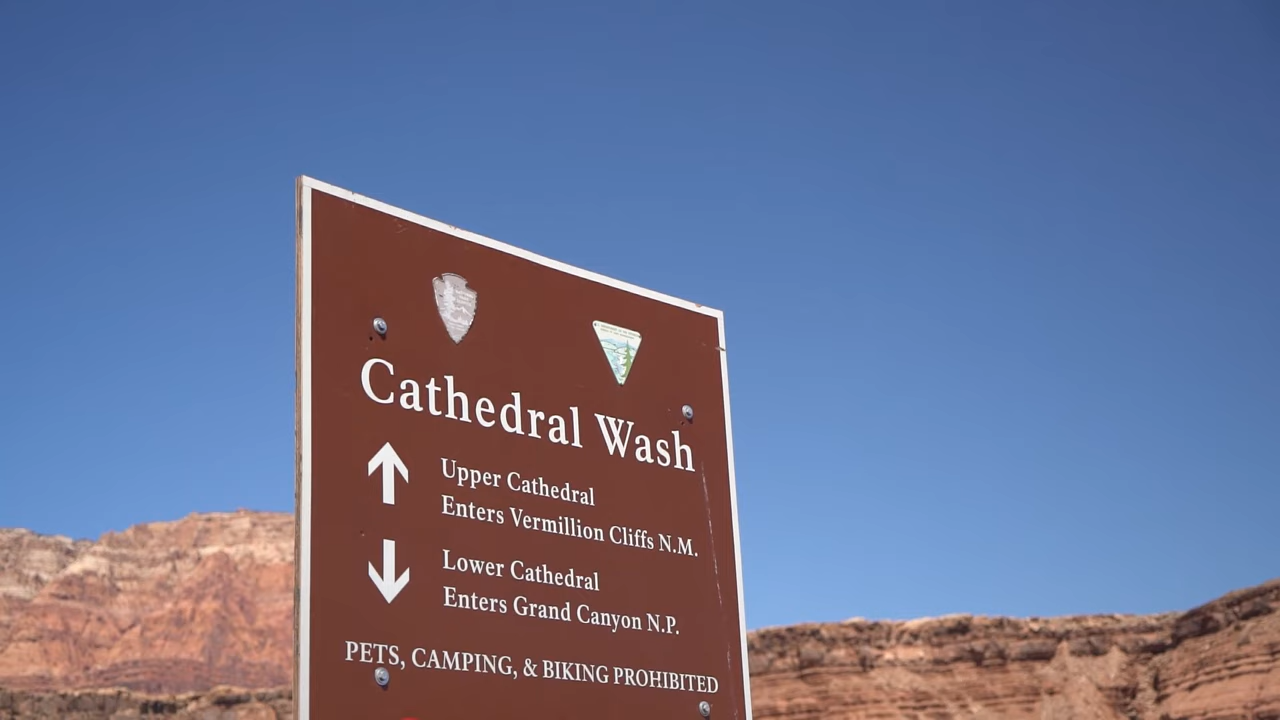 Cathedral Wash
Upper Cathedral
Enters Vermillion Cliffs N.M.
Lower Cathedral
Enters Grand Canyon N.P.
PETS, CAMPING, & BIKING PROHIBITED